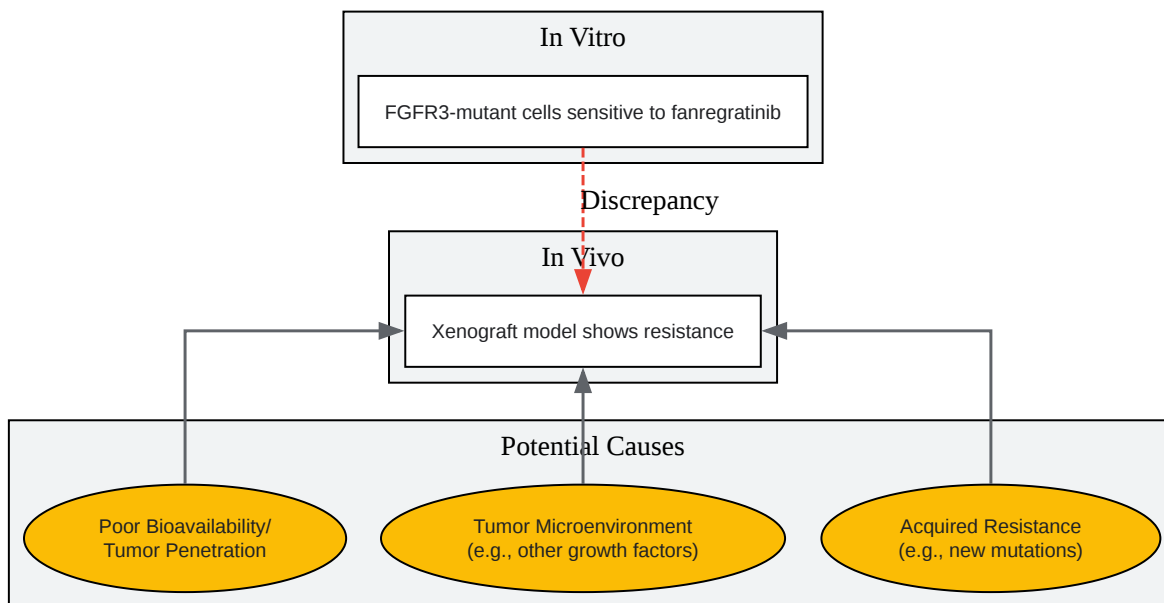 In Vitro
FGFR3-mutant cells sensitive to fanregratinib
Discrepancy
In Vivo
Xenograft model shows resistance
Potential Causes
Poor Bioavailability/
Tumor Penetration
Tumor Microenvironment
(e.g., other growth factors)
Acquired Resistance
(e.g., new mutations)